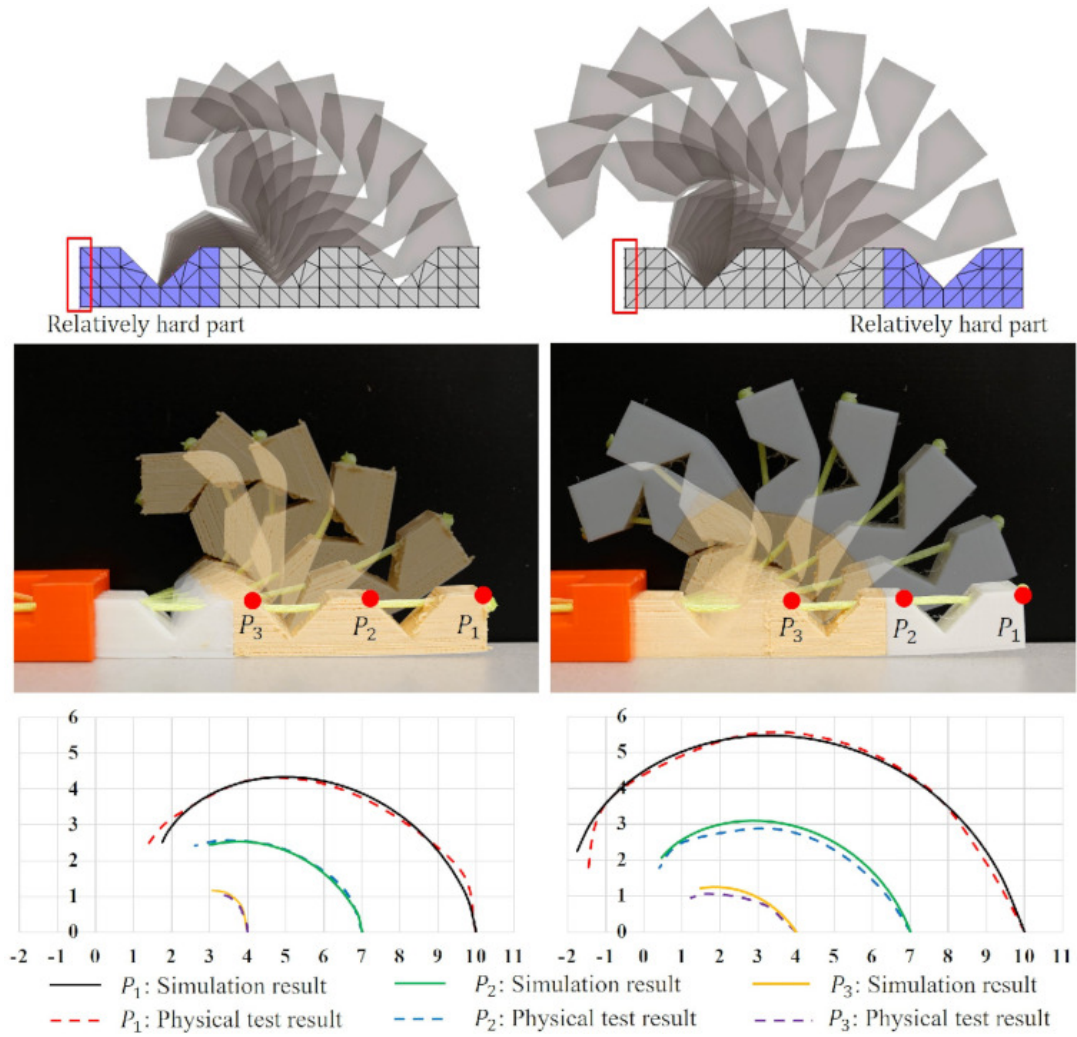 Relatively hard part
Relatively hard part
P₃
P₂
P₁
P₃
P₂
P₁
6
5
4
3
2
1
0
-2 -1 0 1 2 3 4 5 6 7 8 9 10 11
6
5
4
3
2
1
0
-2 -1 0 1 2 3 4 5 6 7 8 9 10 11
P₁: Simulation result
P₂: Simulation result
P₃: Simulation result
P₁: Physical test result
P₂: Physical test result
P₃: Physical test result